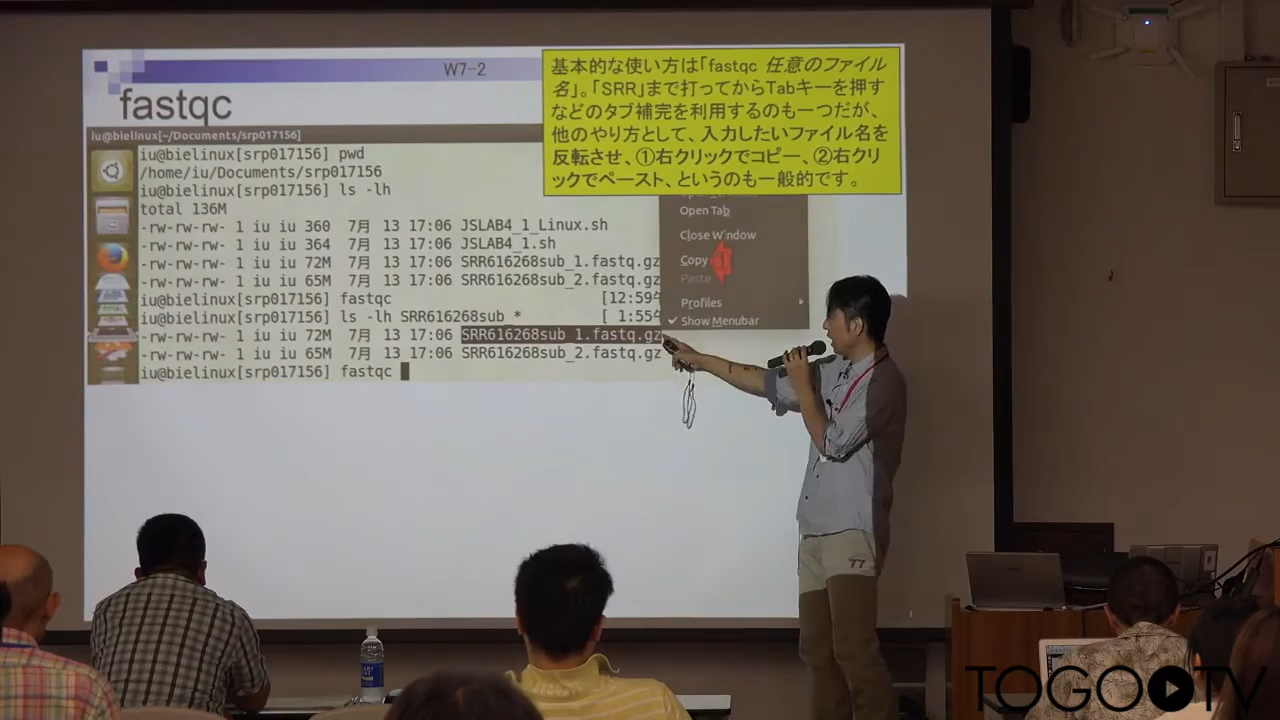 W7-2
fastqc
基本的な使い方は「fastqc 任意のファイル
名」。「SRR」まで打ってからTabキーを押す
などのタブ補完を利用するのも一つだが、
他のやり方として、入力したいファイル名を
反転させ、①右クリックでコピー、②右クリ
ックでペースト、というのも一般的です。
iu@bielinux[~/Documents/srp017156]
iu@bielinux[srp017156] pwd
/home/iu/Documents/srp017156
iu@bielinux[srp017156] ls -lh
total 136M
-rw-rw-rw- 1 iu iu 360 7月 13 17:06 JSLAB4_1_Linux.sh
-rw-rw-rw- 1 iu iu 364 7月 13 17:06 JSLAB4_1.sh
-rw-rw-rw- 1 iu iu 72M 7月 13 17:06 SRR616268sub_1.fastq.gz
-rw-rw-rw- 1 iu iu 65M 7月 13 17:06 SRR616268sub_2.fastq.gz
iu@bielinux[srp017156] fastqc [12:59午
iu@bielinux[srp017156] ls -lh SRR616268sub_* [ 1:55午
-rw-rw-rw- 1 iu iu 72M 7月 13 17:06 SRR616268sub_1.fastq.gz
-rw-rw-rw- 1 iu iu 65M 7月 13 17:06 SRR616268sub_2.fastq.gz
iu@bielinux[srp017156] fastqc
Open Tab
Close Window
Copy
Paste
Profiles
Show Menubar
77
TOGOTV